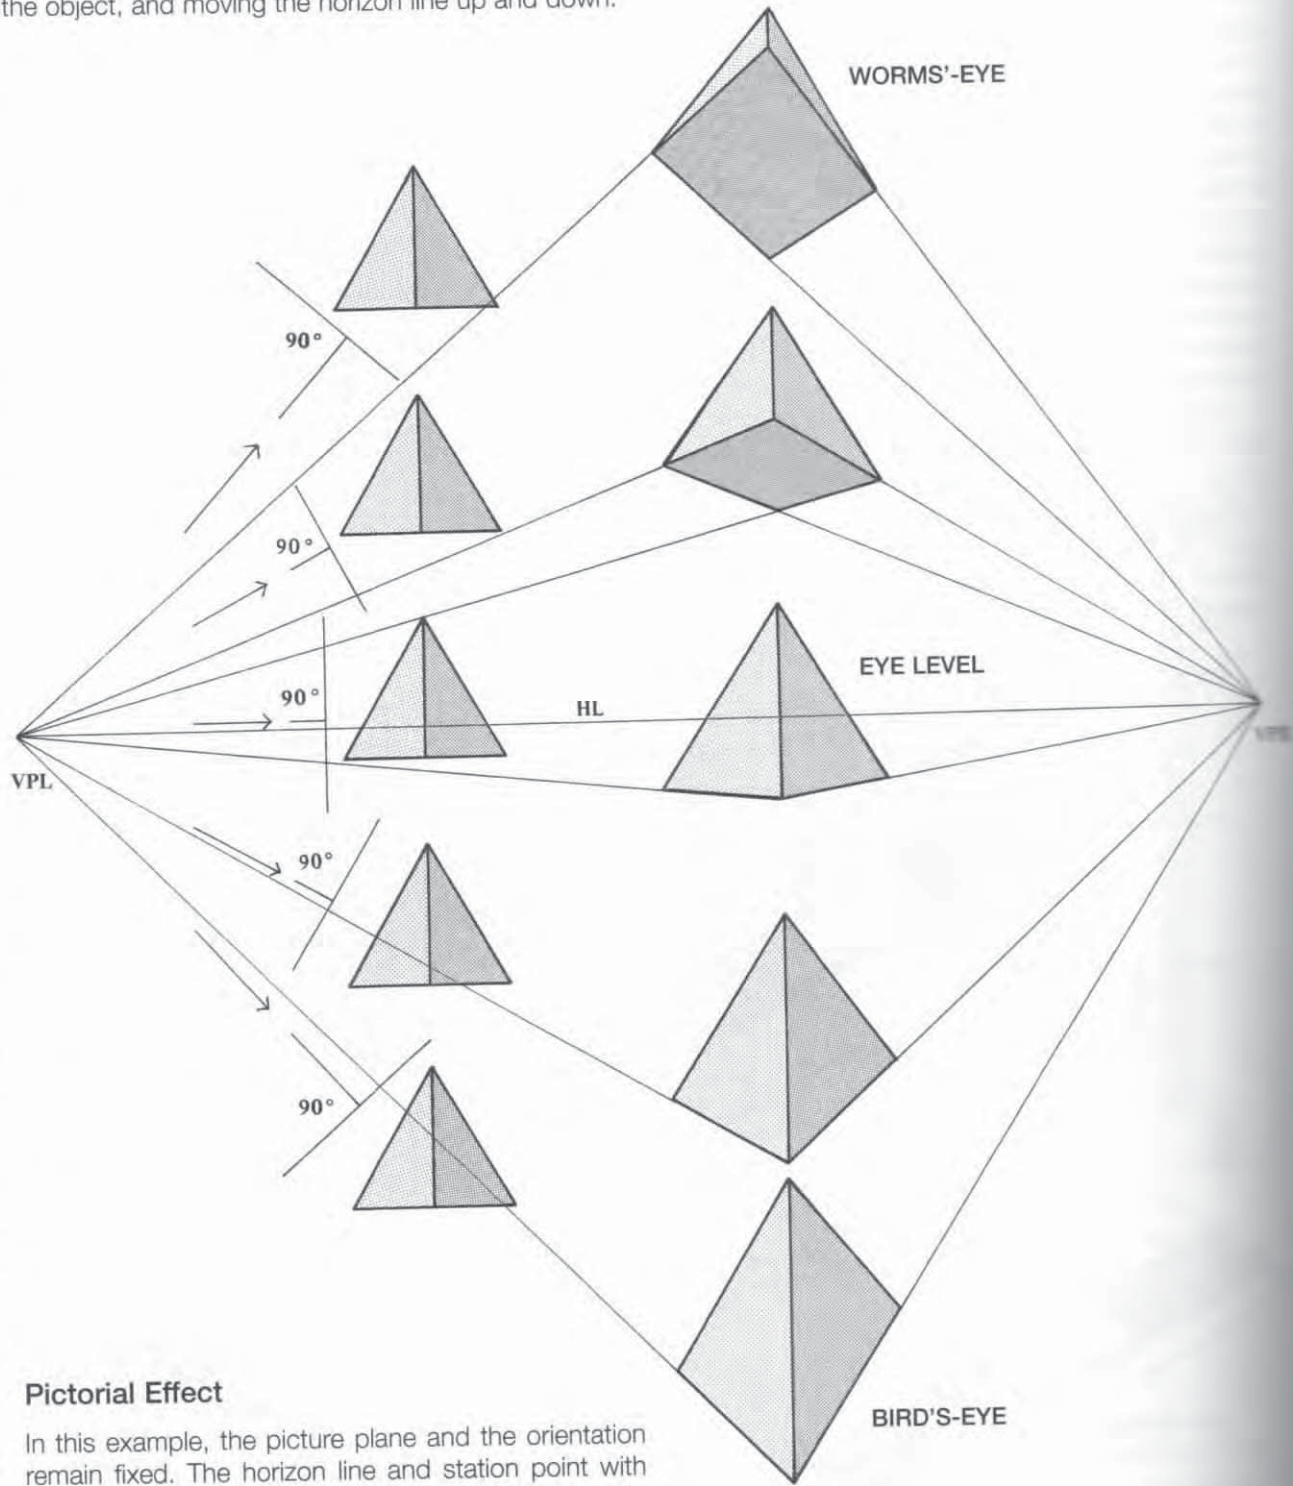 the object, and moving the horizon line up and down.
WORMS'-EYE
90°
90°
EYE LEVEL
90°
HL
VPL
90°
90°
Pictorial Effect
BIRD'S-EYE
In this example, the picture plane and the orientation
remain fixed. The horizon line and station point with